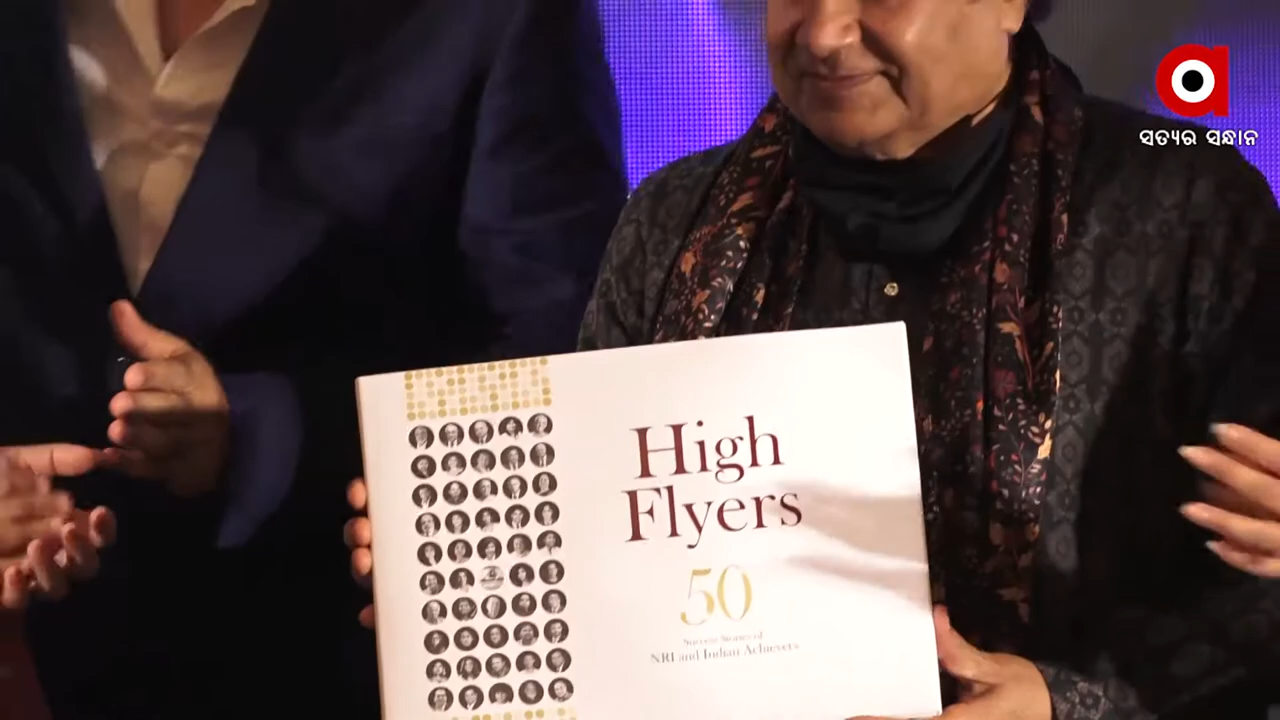 ସତ୍ୟର ସନ୍ଧାନ
High
Flyers
50
Success Stories of
NRI and Indian Achievers